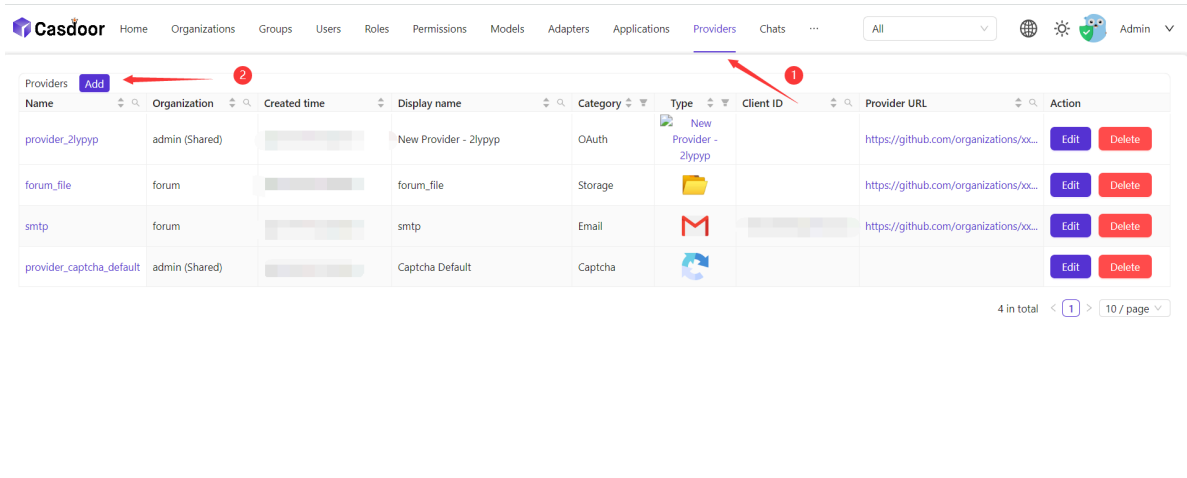 Casdoor Home Organizations Groups Users Roles Permissions Models Adapters Applications Providers Chats ··· All Admin
1
2
Providers Add
Name Organization Created time Display name Category Type Client ID Provider URL Action
provider_2lypyp admin (Shared) New Provider - 2lypyp OAuth New Provider - 2lypyp https://github.com/organizations/xx... Edit Delete
forum_file forum forum_file Storage https://github.com/organizations/xx... Edit Delete
smtp forum smtp Email https://github.com/organizations/xx... Edit Delete
provider_captcha_default admin (Shared) Captcha Default Captcha Edit Delete
4 in total < 1 > 10 / page